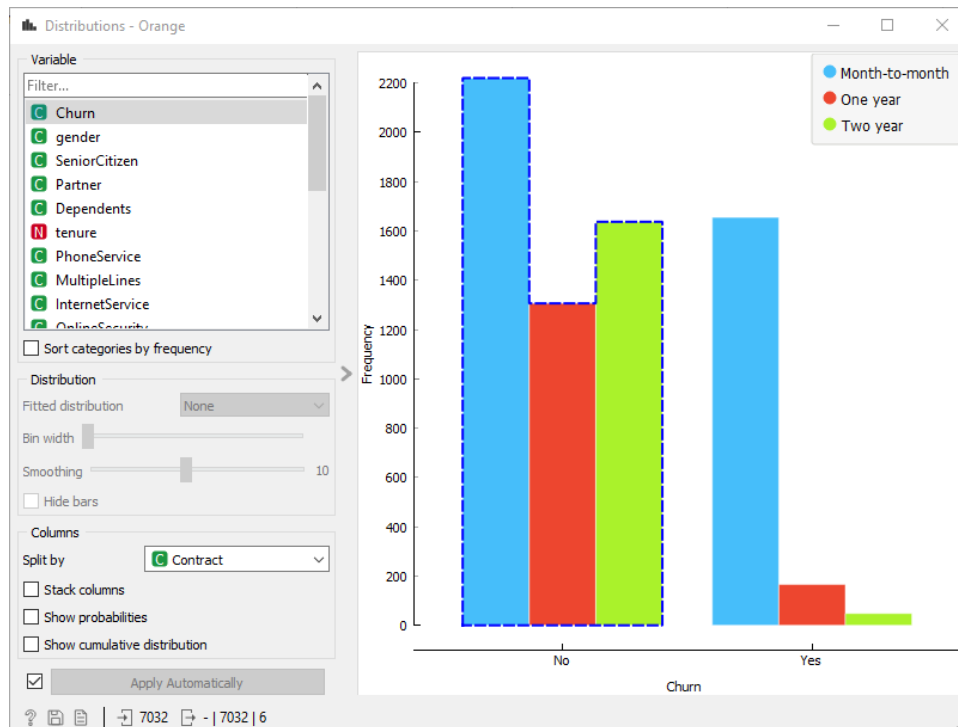 Distributions - Orange
Variable
Filter...
C Churn
C gender
C SeniorCitizen
C Partner
C Dependents
N tenure
C PhoneService
C MultipleLines
C InternetService
C OnlineSecurity
Sort categories by frequency
Distribution
Fitted distribution None
Bin width
Smoothing 10
Hide bars
Columns
Split by C Contract
Stack columns
Show probabilities
Show cumulative distribution
Apply Automatically
? 7032 - | 7032 | 6
Month-to-month
One year
Two year
Frequency
2200
2000
1800
1600
1400
1200
1000
800
600
400
200
0
No Yes
Churn